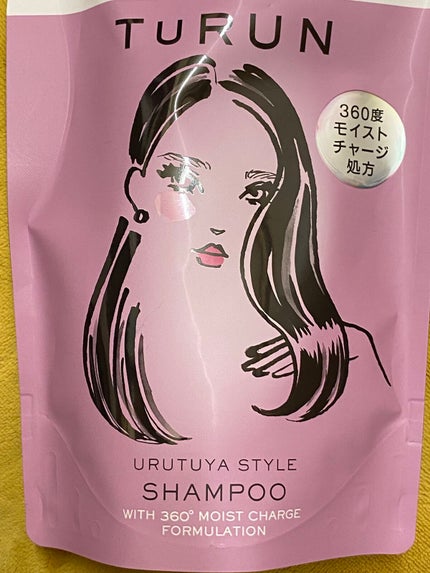 TURUN
360度
モイスト
チャージ
処方
URUTUYA STYLE
SHAMPOO
WITH 360° MOIST CHARGE
FORMULATION